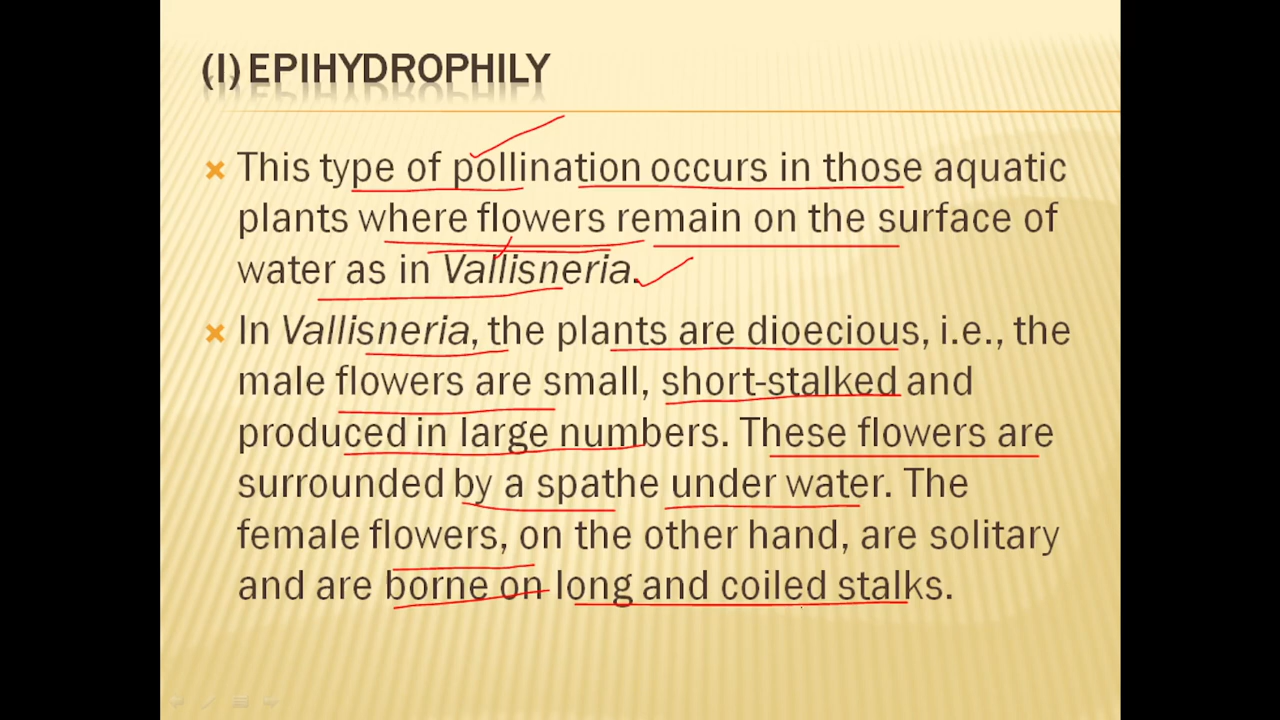 (I) EPIHYDROPHILY
This type of pollination occurs in those aquatic
plants where flowers remain on the surface of
water as in Vallisneria.
In Vallisneria, the plants are dioecious, i.e., the
male flowers are small, short-stalked and
produced in large numbers. These flowers are
surrounded by a spathe under water. The
female flowers, on the other hand, are solitary
and are borne on long and coiled stalks.